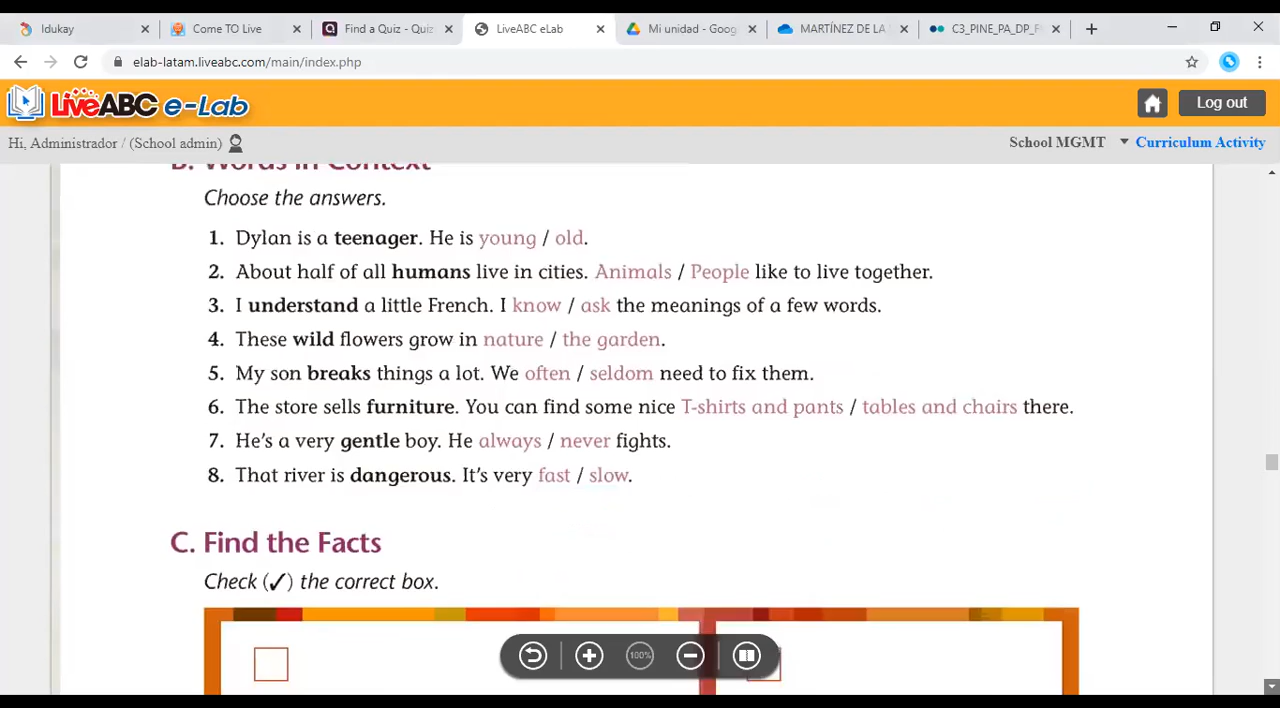 Idukay
Come TO Live
Find a Quiz - Quiz
LiveABC eLab
Mi unidad - Goog
MARTÍNEZ DE LA
C3_PINE_PA_DP_F
elab-latam.liveabc.com/main/index.php
LiveABC e-Lab
Log out
Hi, Administrador / (School admin)
School MGMT
Curriculum Activity
B. Words in Context
Choose the answers.
1. Dylan is a teenager. He is young / old.
2. About half of all humans live in cities. Animals / People like to live together.
3. I understand a little French. I know / ask the meanings of a few words.
4. These wild flowers grow in nature / the garden.
5. My son breaks things a lot. We often / seldom need to fix them.
6. The store sells furniture. You can find some nice T-shirts and pants / tables and chairs there.
7. He's a very gentle boy. He always / never fights.
8. That river is dangerous. It's very fast / slow.
C. Find the Facts
Check (✓) the correct box.
100%